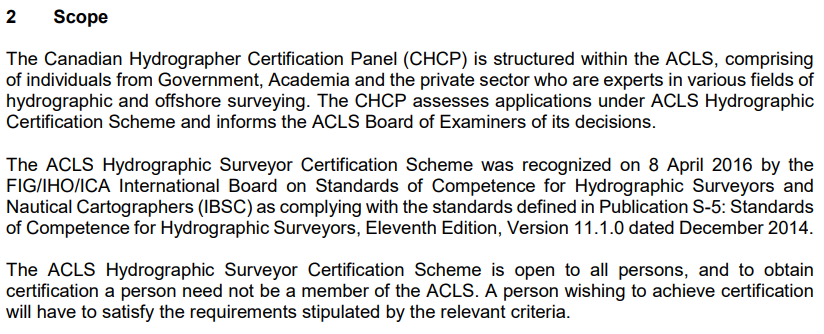 2 Scope
The Canadian Hydrographer Certification Panel (CHCP) is structured within the ACLS, comprising
of individuals from Government, Academia and the private sector who are experts in various fields of
hydrographic and offshore surveying. The CHCP assesses applications under ACLS Hydrographic
Certification Scheme and informs the ACLS Board of Examiners of its decisions.
The ACLS Hydrographic Surveyor Certification Scheme was recognized on 8 April 2016 by the
FIG/IHO/ICA International Board on Standards of Competence for Hydrographic Surveyors and
Nautical Cartographers (IBSC) as complying with the standards defined in Publication S-5: Standards
of Competence for Hydrographic Surveyors, Eleventh Edition, Version 11.1.0 dated December 2014.
The ACLS Hydrographic Surveyor Certification Scheme is open to all persons, and to obtain
certification a person need not be a member of the ACLS. A person wishing to achieve certification
will have to satisfy the requirements stipulated by the relevant criteria.